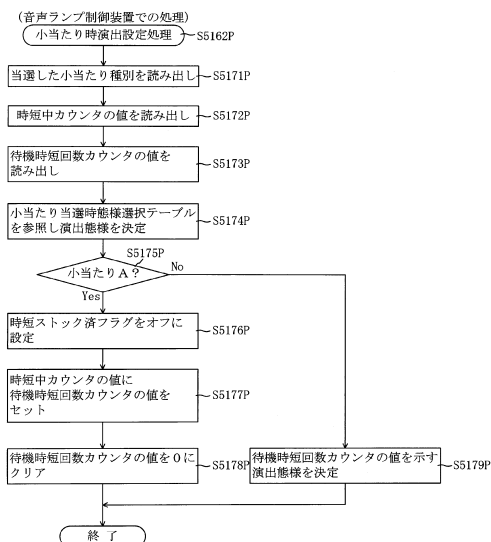 (音声ランプ制御装置での処理)
小当たり時演出設定処理
S5162P
当選した小当たり種別を読み出し
S5171P
時短中カウンタの値を読み出し
S5172P
待機時短回数カウンタの値を
読み出し
S5173P
小当たり当選時態様選択テーブル
を参照し演出態様を決定
S5174P
S5175P
小当たりA?
No
Yes
時短ストック済フラグをオフに
設定
S5176P
時短中カウンタの値に
待機時短回数カウンタの値を
セット
S5177P
待機時短回数カウンタの値を0に
クリア
S5178P
待機時短回数カウンタの値を示す
演出態様を決定
S5179P
終了